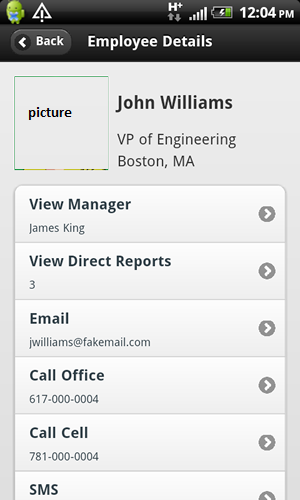 H+ 12:04 PM
Back Employee Details
picture
John Williams
VP of Engineering
Boston, MA
View Manager
James King
View Direct Reports
3
Email
jwilliams@fakemail.com
Call Office
617-000-0004
Call Cell
781-000-0004
SMS